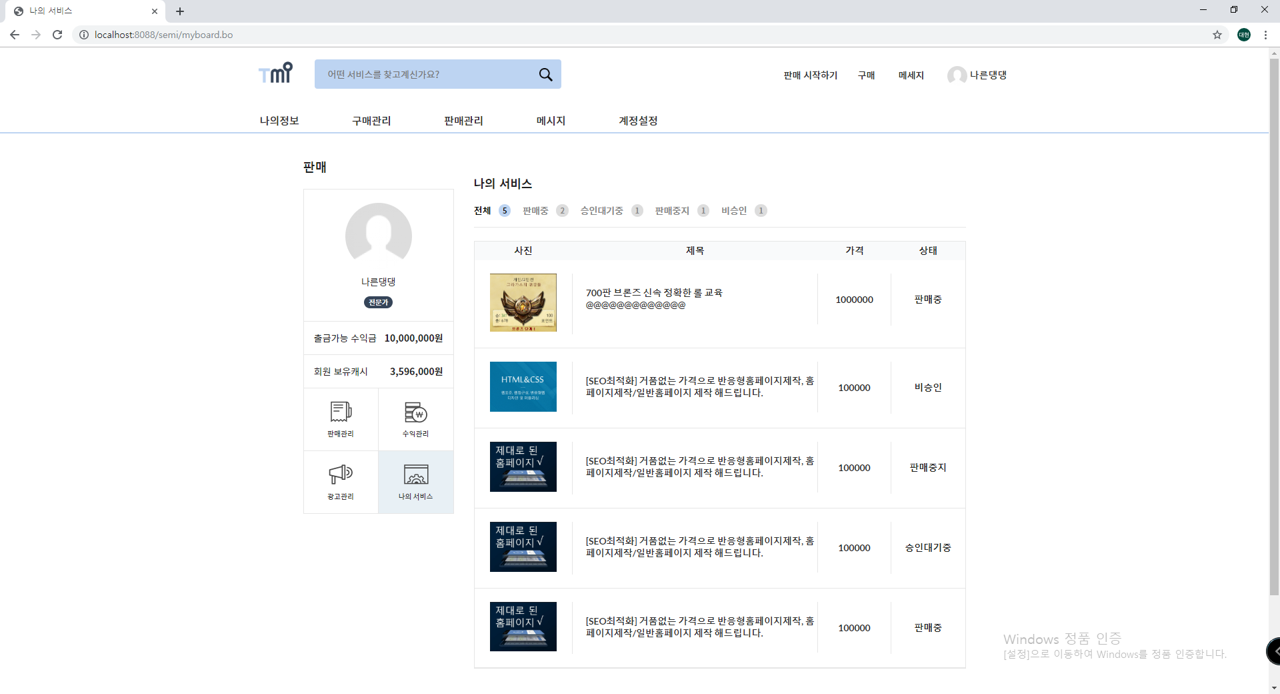 나의 서비스
localhost:8088/semi/myboard.bo
대현
Tmi
어떤 서비스를 찾고계신가요?
판매 시작하기
구매
메세지
나른댕댕
나의정보
구매관리
판매관리
메시지
계정설정
판매
나른댕댕
전문가
출금가능 수익금 10,000,000원
회원 보유캐시 3,596,000원
판매관리
수익관리
광고관리
나의 서비스
나의 서비스
전체 5 판매중 2 승인대기중 1 판매중지 1 비승인 1
사진 제목 가격 상태
700판 브론즈 신속 정확한 롤 교육
@@@@@@@@@@@@@
1000000
판매중
HTML&CSS
[SEO최적화] 거품없는 가격으로 반응형홈페이지제작, 홈
페이지제작/일반홈페이지 제작 해드립니다.
100000
비승인
제대로 된
홈페이지 √
[SEO최적화] 거품없는 가격으로 반응형홈페이지제작, 홈
페이지제작/일반홈페이지 제작 해드립니다.
100000
판매중지
제대로 된
홈페이지 √
[SEO최적화] 거품없는 가격으로 반응형홈페이지제작, 홈
페이지제작/일반홈페이지 제작 해드립니다.
100000
승인대기중
제대로 된
홈페이지 √
[SEO최적화] 거품없는 가격으로 반응형홈페이지제작, 홈
페이지제작/일반홈페이지 제작 해드립니다.
100000
판매중
Windows 정품 인증
[설정]으로 이동하여 Windows를 정품 인증합니다.